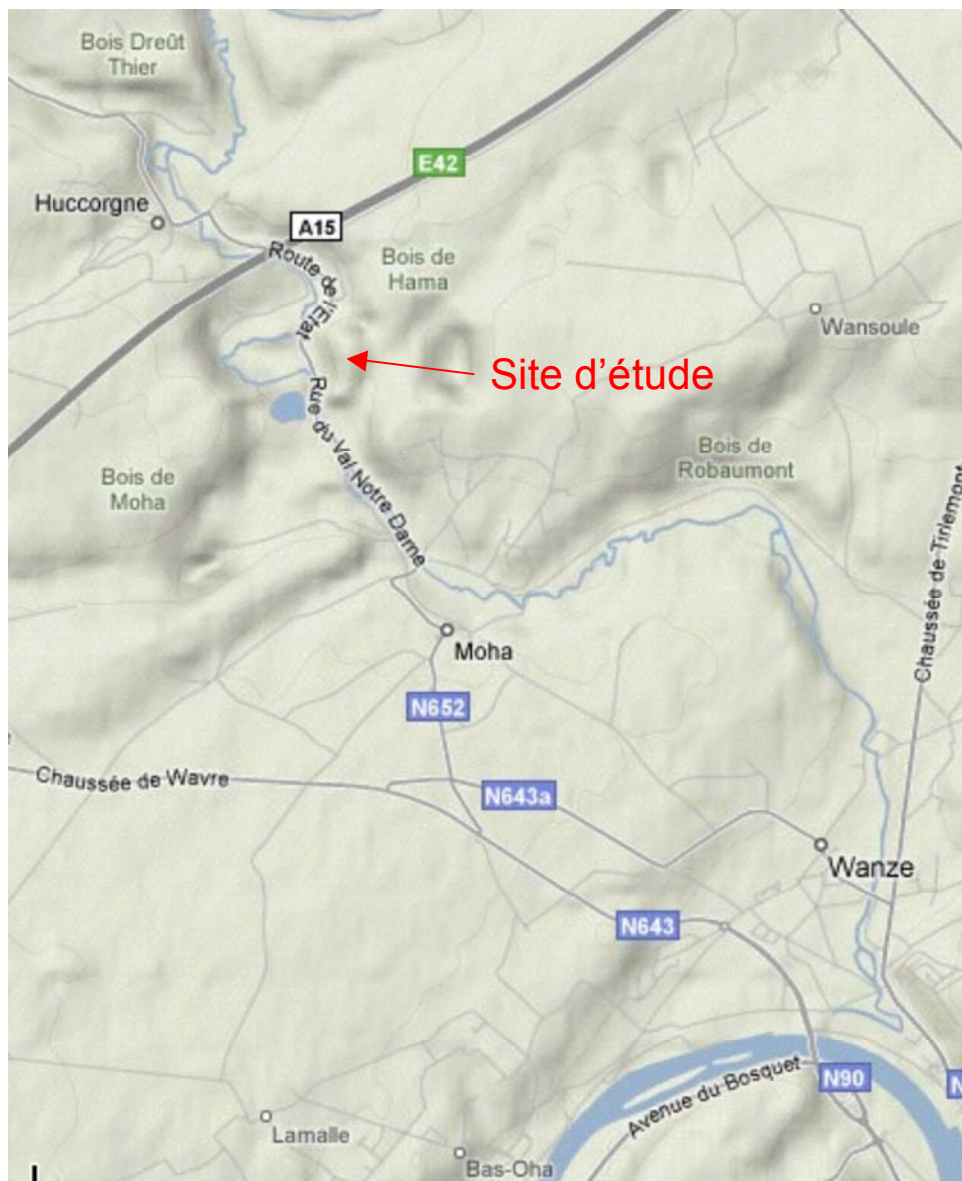 Bois Dreût
Thier
E42
Huccorgne
A15
Route de l'Etat
Bois de
Hama
Wansoule
Site d'étude
Rue du Val Notre Dame
Bois de
Robaumont
Bois de
Moha
Chaussée de Tirlemont
Moha
N652
Chaussée de Wavre
N643a
Wanze
N643
Avenue du Bosquet
N90
Lamalle
Bas-Oha